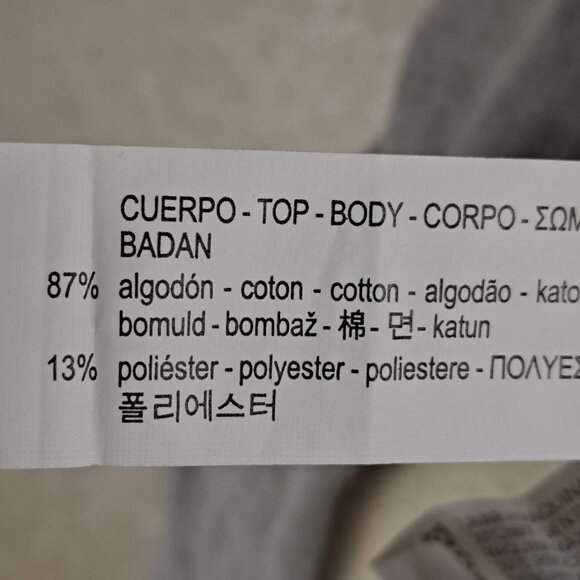 CUERPO - TOP - BODY - CORPO - ΣΩΜ
BADAN
87% algodón - coton - cotton - algodão - kato
bomuld - bombaž - 棉 - 면 - katun
13% poliéster - polyester - poliestere - ΠΟΛΥΕΣ
폴리에스터